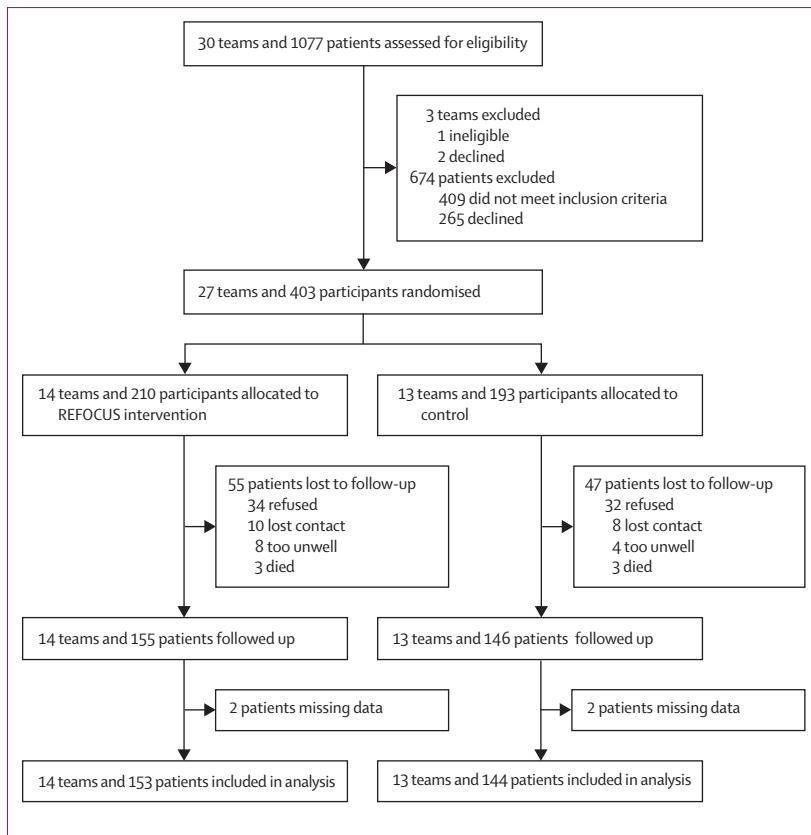 30 teams and 1077 patients assessed for eligibility
3 teams excluded
1 ineligible
2 declined
674 patients excluded
409 did not meet inclusion criteria
265 declined
27 teams and 403 participants randomised
14 teams and 210 participants allocated to
REFOCUS intervention
13 teams and 193 participants allocated to
control
55 patients lost to follow-up
34 refused
10 lost contact
8 too unwell
3 died
47 patients lost to follow-up
32 refused
8 lost contact
4 too unwell
3 died
14 teams and 155 patients followed up
13 teams and 146 patients followed up
2 patients missing data
2 patients missing data
14 teams and 153 patients included in analysis
13 teams and 144 patients included in analysis